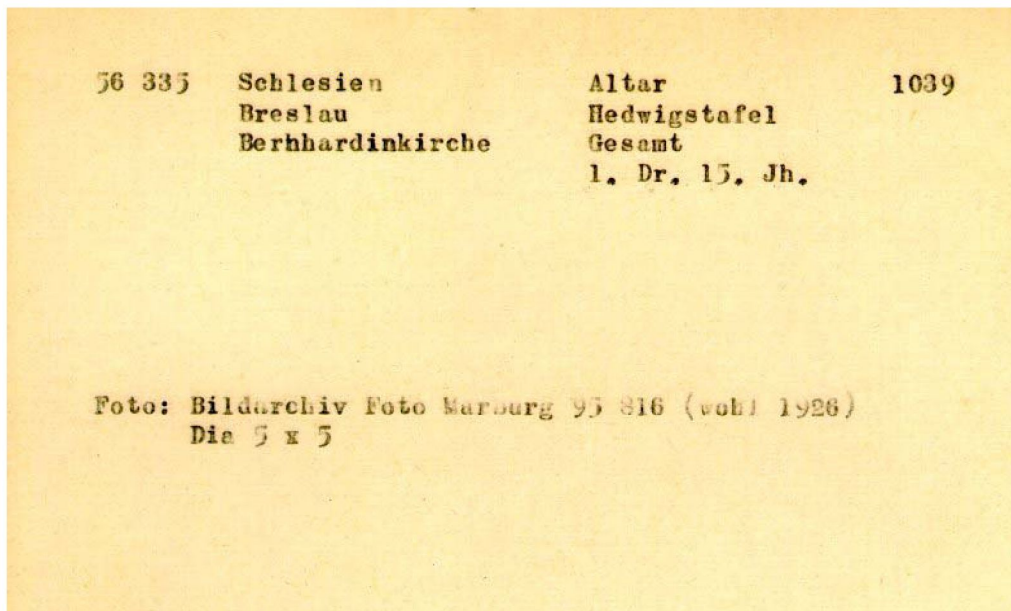 56 335 Schlesien Altar 1039
Breslau Hedwigstafel
Berhhardinkirche Gesamt
1. Dr. 15. Jh.
Foto: Bildarchiv Foto Marburg 95 816 (wohl 1926)
Dia 5 x 5